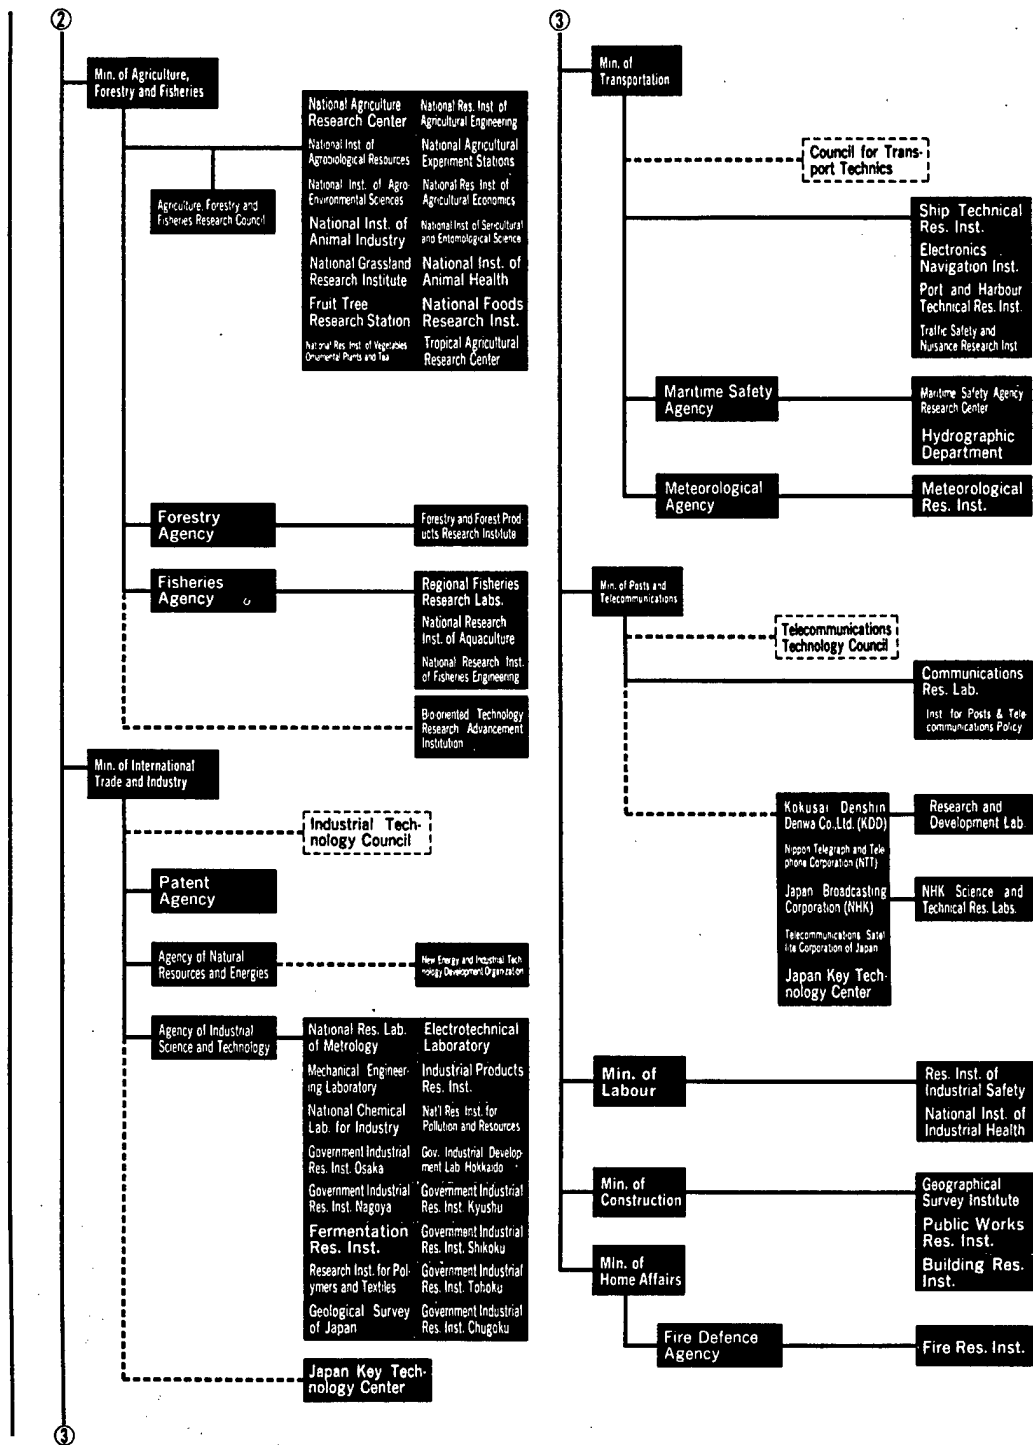 ②
Min. of Agriculture,
Forestry and Fisheries
National Agriculture
Research Center
National Inst of
Agrobiological Resources
National Inst. of Agro-
Environmental Sciences
National Inst. of
Animal Industry
National Grassland
Research Institute
Fruit Tree
Research Station
National Res Inst of Vegetables
Ornamental Plants and Tea
National Res. Inst of
Agricultural Engineering
National Agricultural
Experiment Stations
National Res Inst of
Agricultural Economics
National Inst of Sericultural
and Entomological Science
National Inst. of
Animal Health
National Foods
Research Inst.
Tropical Agricultural
Research Center
Agriculture, Forestry and
Fisheries Research Council
Forestry
Agency
Forestry and Forest Prod-
ucts Research Institute
Fisheries
Agency
Regional Fisheries
Research Labs.
National Research
Inst. of Aquaculture
National Research Inst.
of Fisheries Engineering
Bio-oriented Technology
Research Advancement
Institution
Min. of International
Trade and Industry
Industrial Tech-
nology Council
Patent
Agency
Agency of Natural
Resources and Energies
New Energy and Industrial Tech
nology Development Organization
Agency of Industrial
Science and Technology
National Res. Lab.
of Metrology
Mechanical Engineer-
ing Laboratory
National Chemical
Lab. for Industry
Government Industrial
Res. Inst. Osaka
Government Industrial
Res. Inst. Nagoya
Fermentation
Res. Inst.
Research Inst. for Pol-
ymers and Textiles
Geological Survey
of Japan
Electrotechnical
Laboratory
Industrial Products
Res. Inst.
Nat'l Res Inst. for
Pollution and Resources
Gov. Industrial Develop-
ment Lab Hokkaido
Government Industrial
Res. Inst. Kyushu
Government Industrial
Res. Inst. Shikoku
Government Industrial
Res. Inst. Tohoku
Government Industrial
Res. Inst. Chugoku
Japan Key Tech-
nology Center
③
③
Min. of
Transportation
Council for Trans-
port Technics
Ship Technical
Res. Inst.
Electronics
Navigation Inst.
Port and Harbour
Technical Res. Inst.
Traffic Safety and
Nuisance Research Inst
Maritime Safety
Agency
Maritime Safety Agency
Research Center
Hydrographic
Department
Meteorological
Agency
Meteorological
Res. Inst.
Min. of Posts and
Telecommunications
Telecommunications
Technology Council
Communications
Res. Lab.
Inst for Posts & Tele
communications Policy
Kokusai Denshin
Denwa Co.,Ltd. (KDD)
Nippon Telegraph and Tele
phone Corporation (NTT)
Japan Broadcasting
Corporation (NHK)
Telecommunications Satel
lite Corporation of Japan
Japan Key Tech-
nology Center
Research and
Development Lab.
NHK Science and
Technical Res. Labs.
Min. of
Labour
Res. Inst. of
Industrial Safety
National Inst. of
Industrial Health
Min. of
Construction
Geographical
Survey Institute
Public Works
Res. Inst.
Building Res.
Inst.
Min. of
Home Affairs
Fire Defence
Agency
Fire Res. Inst.